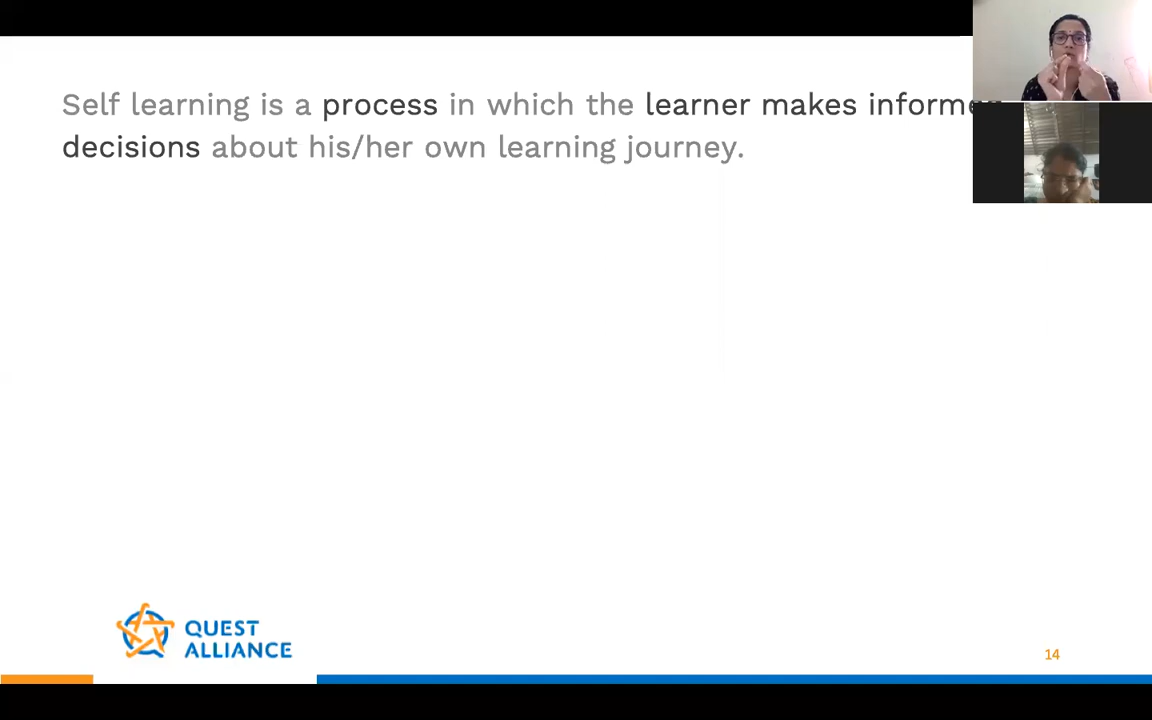 Self learning is a process in which the learner makes informe
decisions about his/her own learning journey.
QUEST
ALLIANCE
14